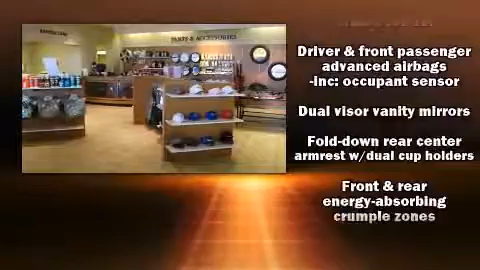 PARTS & ACCESSORIES
Driver & front passenger
advanced airbags
-inc: occupant sensor
Dual visor vanity mirrors
Fold-down rear center
armrest w/dual cup holders
Front & rear
energy-absorbing
crumple zones